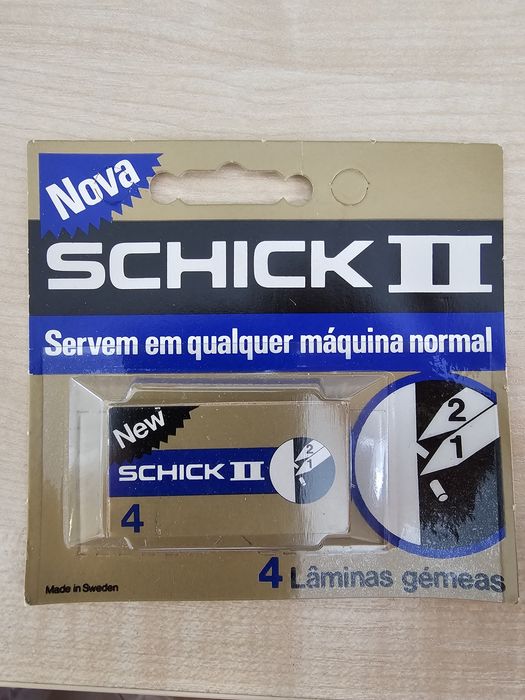 Nova
SCHICK II
Servem em qualquer máquina normal
New
SCHICK II
2
1
4
2
1
4 Lâminas gémeas
Made in Sweden